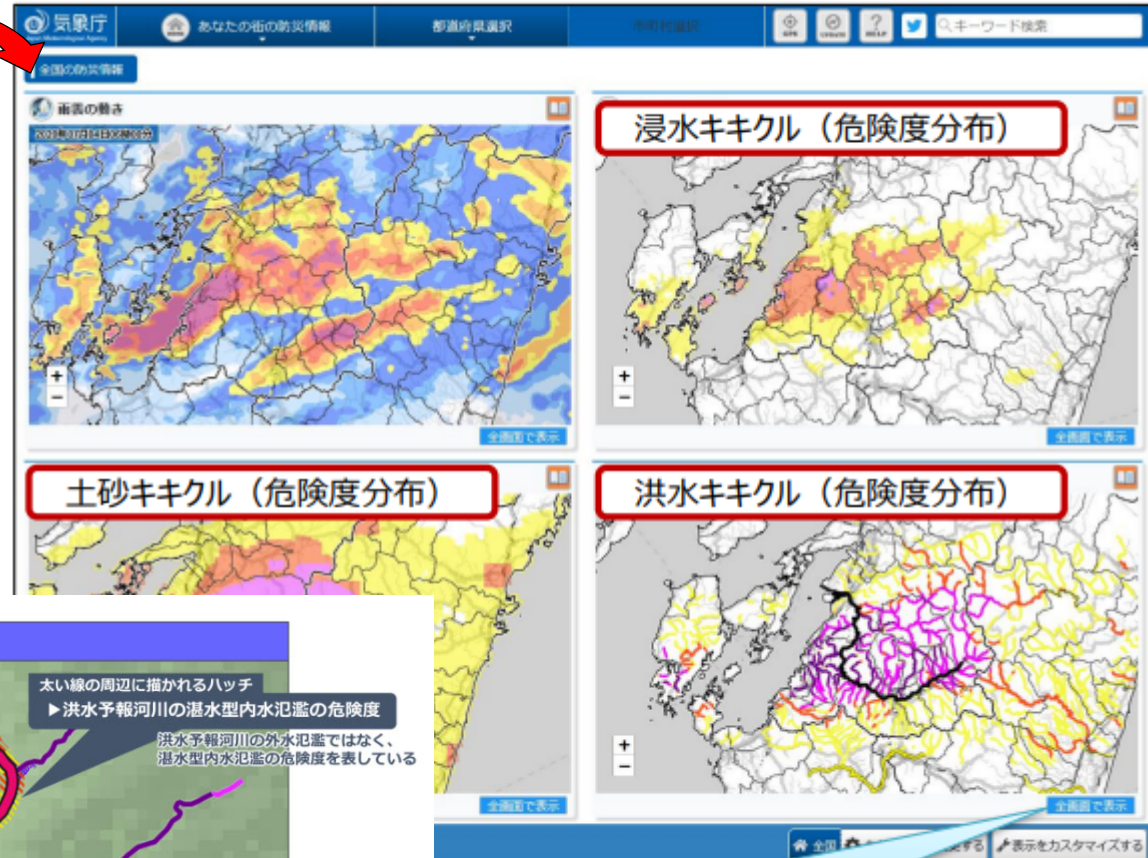 気象庁
Japan Meteorological Agency
あなたの街の防災情報
都道府県選択
市町村選択
GPS
UPDATE
HELP
キーワード検索
全国の防災情報
雨雲の動き
+
−
全画面で表示
浸水キキクル（危険度分布）
+
−
全画面で表示
土砂キキクル（危険度分布）
全画面で表示
洪水キキクル（危険度分布）
+
−
全画面で表示
太い線の周辺に描かれるハッチ
▶洪水予報河川の湛水型内水氾濫の危険度
洪水予報河川の外水氾濫ではなく、
湛水型内水氾濫の危険度を表している
全国
する
表示をカスタマイズする